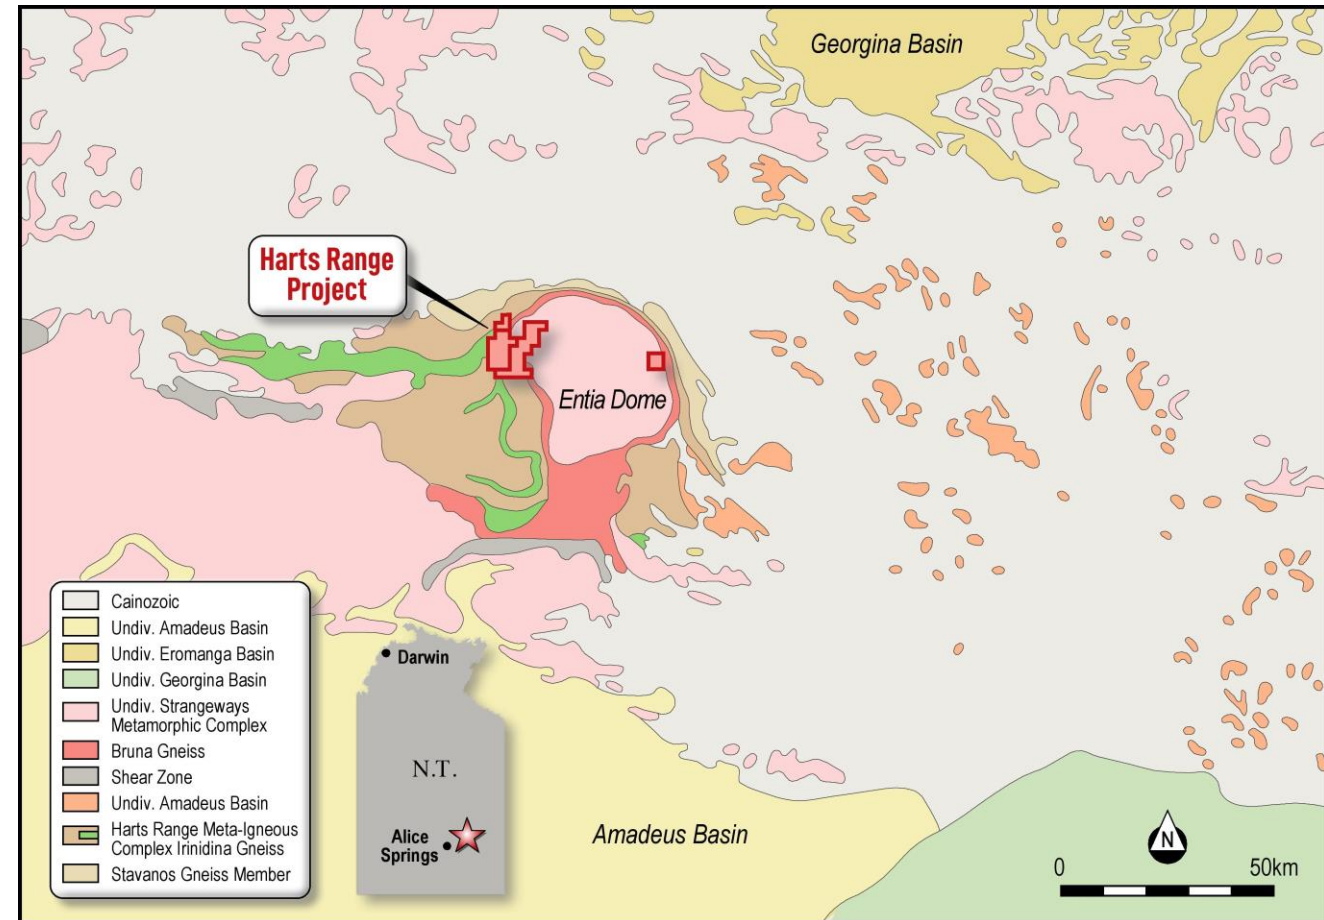 Georgina Basin
Harts Range
Project
Entia Dome
Cainozoic
Undiv. Amadeus Basin
Undiv. Eromanga Basin
Undiv. Georgina Basin
Undiv. Strangeways
Metamorphic Complex
Bruna Gneiss
Shear Zone
Undiv. Amadeus Basin
Harts Range Meta-Igneous
Complex Irinidina Gneiss
Stavanos Gneiss Member
Darwin
N.T.
Alice
Springs
Amadeus Basin
N
0 50km